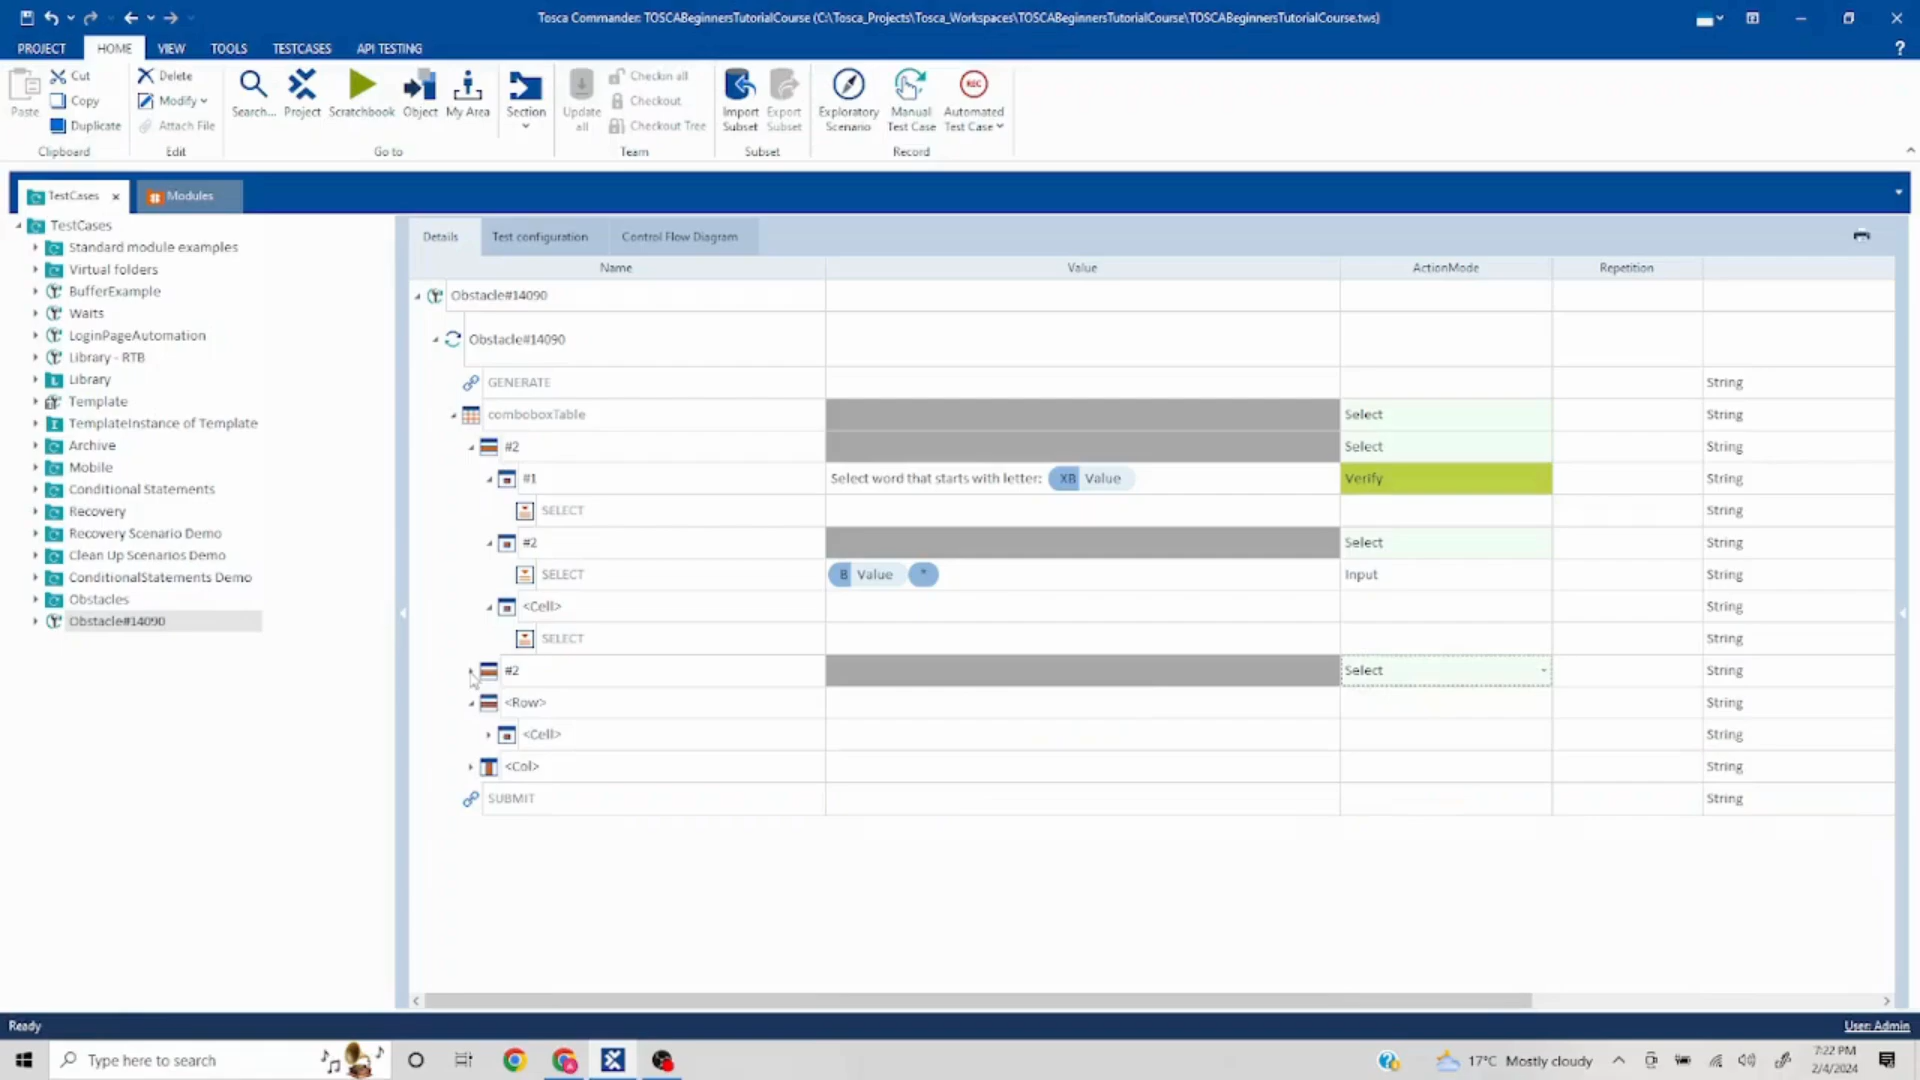 Tosca Commander: TOSCABeginnersTutorialCourse (C:\Tosca_Projects\Tosca_Workspaces\TOSCABeginnersTutorialCourse\TOSCABeginnersTutorialCourse.tws)
PROJECT HOME VIEW TOOLS TESTCASES API TESTING ?
Paste Cut Copy Duplicate Clipboard
Delete Modify Attach File Edit
Search... Project Scratchbook Object My Area Section Go to
Update all Checkin all Checkout Checkout Tree Team
Import Subset Export Subset Subset
Exploratory Scenario Manual Test Case REC Automated Test Case Record
TestCases Modules
TestCases
Standard module examples
Virtual folders
BufferExample
Waits
LoginPageAutomation
Library - RTB
Library
Template
TemplateInstance of Template
Archive
Mobile
Conditional Statements
Recovery
Recovery Scenario Demo
Clean Up Scenarios Demo
ConditionalStatements Demo
Obstacles
Obstacle#14090
Details Test configuration Control Flow Diagram
Name Value ActionMode Repetition
Obstacle#14090
Obstacle#14090
GENERATE String
comboboxTable Select String
#2 Select String
#1 Select word that starts with letter: XB Value Verify String
SELECT String
#2 Select String
SELECT B Value * Input String
<Cell> String
SELECT String
#2 Select String
<Row> String
<Cell> String
<Col> String
SUBMIT String
Ready User: Admin
Type here to search 17°C Mostly cloudy 7:22 PM
2/4/2024